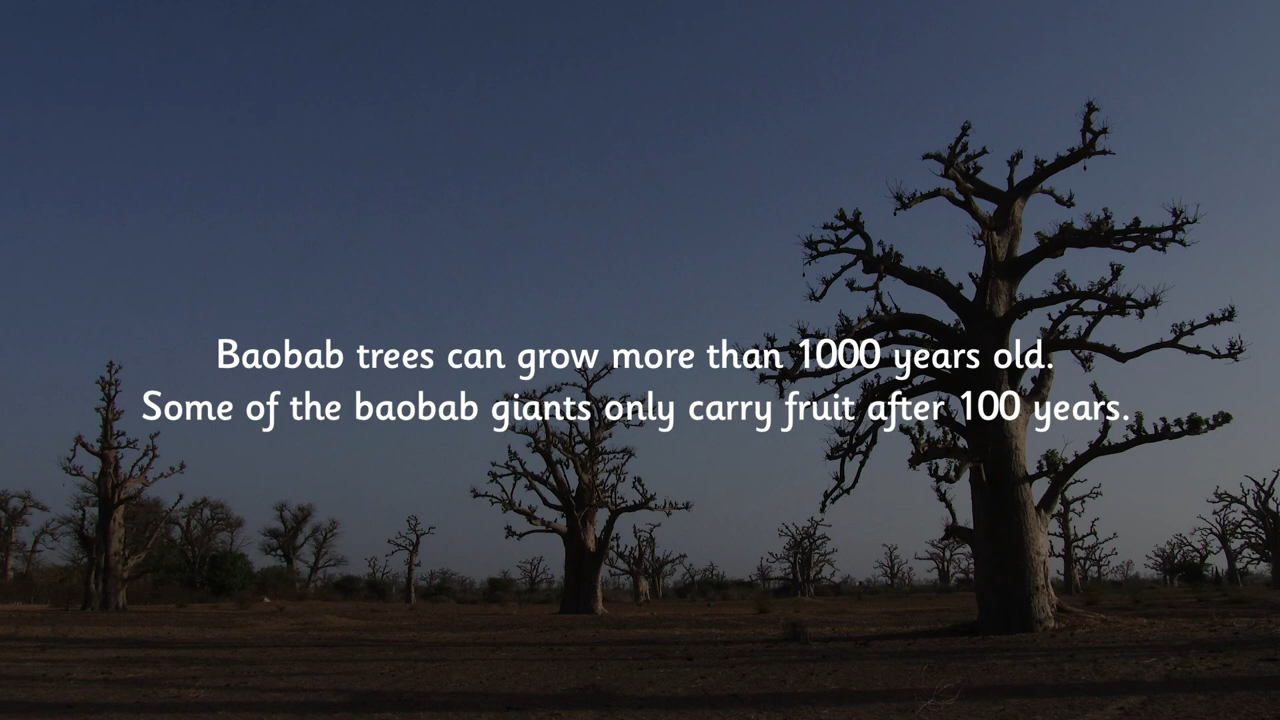 Baobab trees can grow more than 1000 years old.
Some of the baobab giants only carry fruit after 100 years.